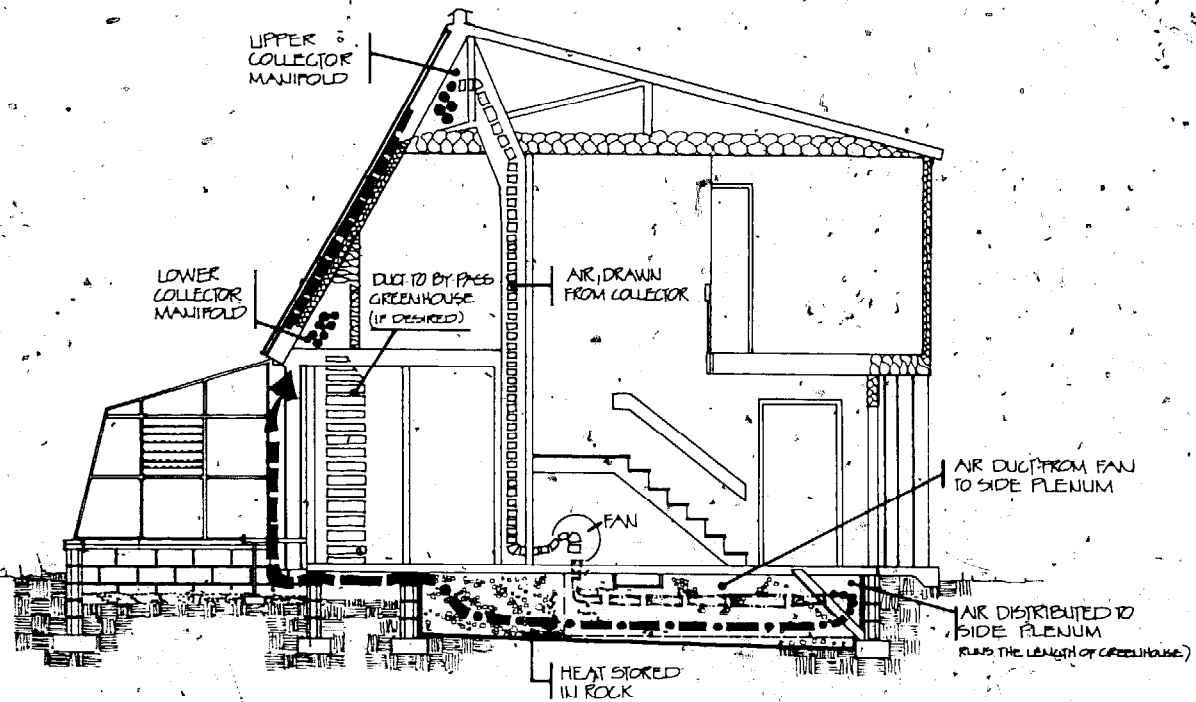 UPPER
COLLECTOR
MANIFOLD
LOWER
COLLECTOR
MANIFOLD
DUCT TO BY-PASS
GREENHOUSE
(IF DESIRED)
AIR DRAWN
FROM COLLECTOR
FAN
AIR DUCT FROM FAN
TO SIDE PLENUM
AIR DISTRIBUTED TO
SIDE PLENUM
RUNS THE LENGTH OF GREENHOUSE)
HEAT STORED
IN ROCK